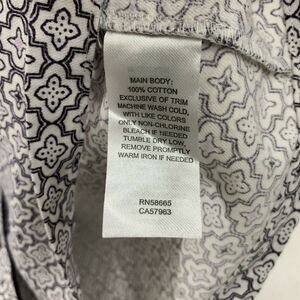 MAIN BODY:
100% COTTON
EXCLUSIVE OF TRIM
MACHINE WASH COLD,
WITH LIKE COLORS
ONLY NON-CHLORINE
BLEACH IF NEEDED
TUMBLE DRY LOW,
REMOVE PROMPTLY
WARM IRON IF NEEDED
RN58665
CA57963